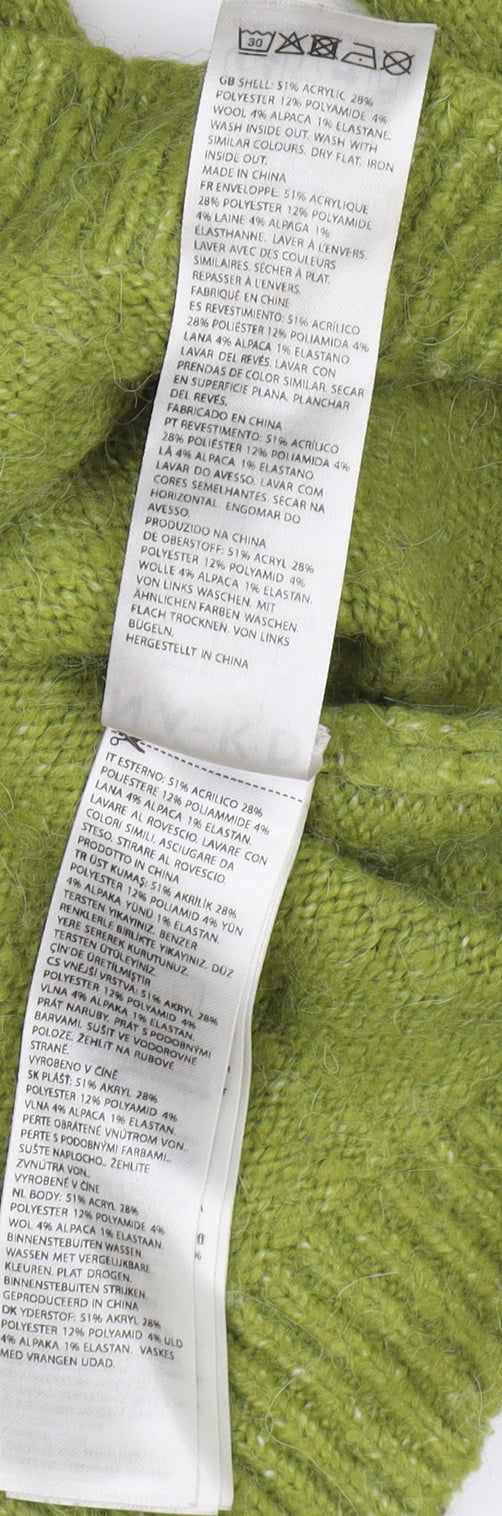 30
GB SHELL: 51% ACRYLIC 28%
POLYESTER 12% POLYAMIDE 4%
WOOL 4% ALPACA 1% ELASTANE.
WASH INSIDE OUT. WASH WITH
SIMILAR COLOURS. DRY FLAT. IRON
INSIDE OUT.
MADE IN CHINA
FR ENVELOPPE: 51% ACRYLIQUE
28% POLYESTER 12% POLYAMIDE
4% LAINE 4% ALPAGA 1%
ÉLASTHANNE. LAVER À L'ENVERS.
LAVER AVEC DES COULEURS
SIMILAIRES. SÉCHER À PLAT.
REPASSER À L'ENVERS.
FABRIQUÉ EN CHINE
ES REVESTIMIENTO: 51% ACRÍLICO
28% POLIÉSTER 12% POLIAMIDA 4%
LANA 4% ALPACA 1% ELASTANO.
LAVAR DEL REVÉS. LAVAR CON
PRENDAS DE COLOR SIMILAR. SECAR
EN SUPERFICIE PLANA. PLANCHAR
DEL REVÉS.
FABRICADO EN CHINA
PT REVESTIMENTO: 51% ACRÍLICO
28% POLIÉSTER 12% POLIAMIDA 4%
LÃ 4% ALPACA 1% ELASTANO.
LAVAR DO AVESSO. LAVAR COM
CORES SEMELHANTES. SECAR NA
HORIZONTAL. ENGOMAR DO
AVESSO.
PRODUZIDO NA CHINA
DE OBERSTOFF: 51% ACRYL 28%
POLYESTER 12% POLYAMID 4%
WOLLE 4% ALPACA 1% ELASTAN.
VON LINKS WASCHEN. MIT
ÄHNLICHEN FARBEN WASCHEN.
FLACH TROCKNEN. VON LINKS
BÜGELN.
HERGESTELLT IN CHINA
IT ESTERNO: 51% ACRILICO 28%
POLIESTERE 12% POLIAMMIDE 4%
LANA 4% ALPACA 1% ELASTAN.
LAVARE AL ROVESCIO. LAVARE CON
COLORI SIMILI. ASCIUGARE DA
STESO. STIRARE AL ROVESCIO.
PRODOTTO IN CHINA
TR ÜST KUMAŞ: 51% AKRİLİK 28%
POLYESTER 12% POLIAMID 4% YÜN
4% ALPAKA YÜNÜ 1% ELASTAN.
TERSTEN YIKAYINIZ. BENZER
RENKLERLE BİRLİKTE YIKAYINIZ. DÜZ
YERE SEREREK KURUTUNUZ.
TERSTEN ÜTÜLEYİNİZ.
ÇİN'DE ÜRETİLMİŞTİR
CS VNĚJŠÍ VRSTVA: 51% AKRYL 28%
POLYESTER 12% POLYAMID 4%
VLNA 4% ALPAKA 1% ELASTAN.
PRÁT NARUBY. PRÁT S PODOBNÝMI
BARVAMI. SUŠIT VE VODOROVNÉ
POLOZE. ŽEHLIT NA RUBOVÉ
STRANĚ.
VYROBENO V ČÍNĚ
SK PLÁŠŤ: 51% AKRYL 28%
POLYESTER 12% POLYAMID 4%
VLNA 4% ALPACA 1% ELASTAN.
PERTE OBRÁTENÉ VNÚTROM VON..
PERTE S PODOBNÝMI FARBAMI..
SUŠTE NAPLOCHO.. ŽEHLITE
ZVNÚTRA VON..
VYROBENÉ V ČÍNE
NL BODY: 51% ACRYL 28%
POLYESTER 12% POLYAMIDE 4%
WOL 4% ALPACA 1% ELASTAAN.
BINNENSTEBUITEN WASSEN.
WASSEN MET VERGELIJKBARE
KLEUREN. PLAT DROGEN.
BINNENSTEBUITEN STRIJKEN.
GEPRODUCEERD IN CHINA
DK YDERSTOF: 51% AKRYL 28%
POLYESTER 12% POLYAMID 4% ULD
4% ALPAKA 1% ELASTAN. VASKES
MED VRANGEN UDAD.